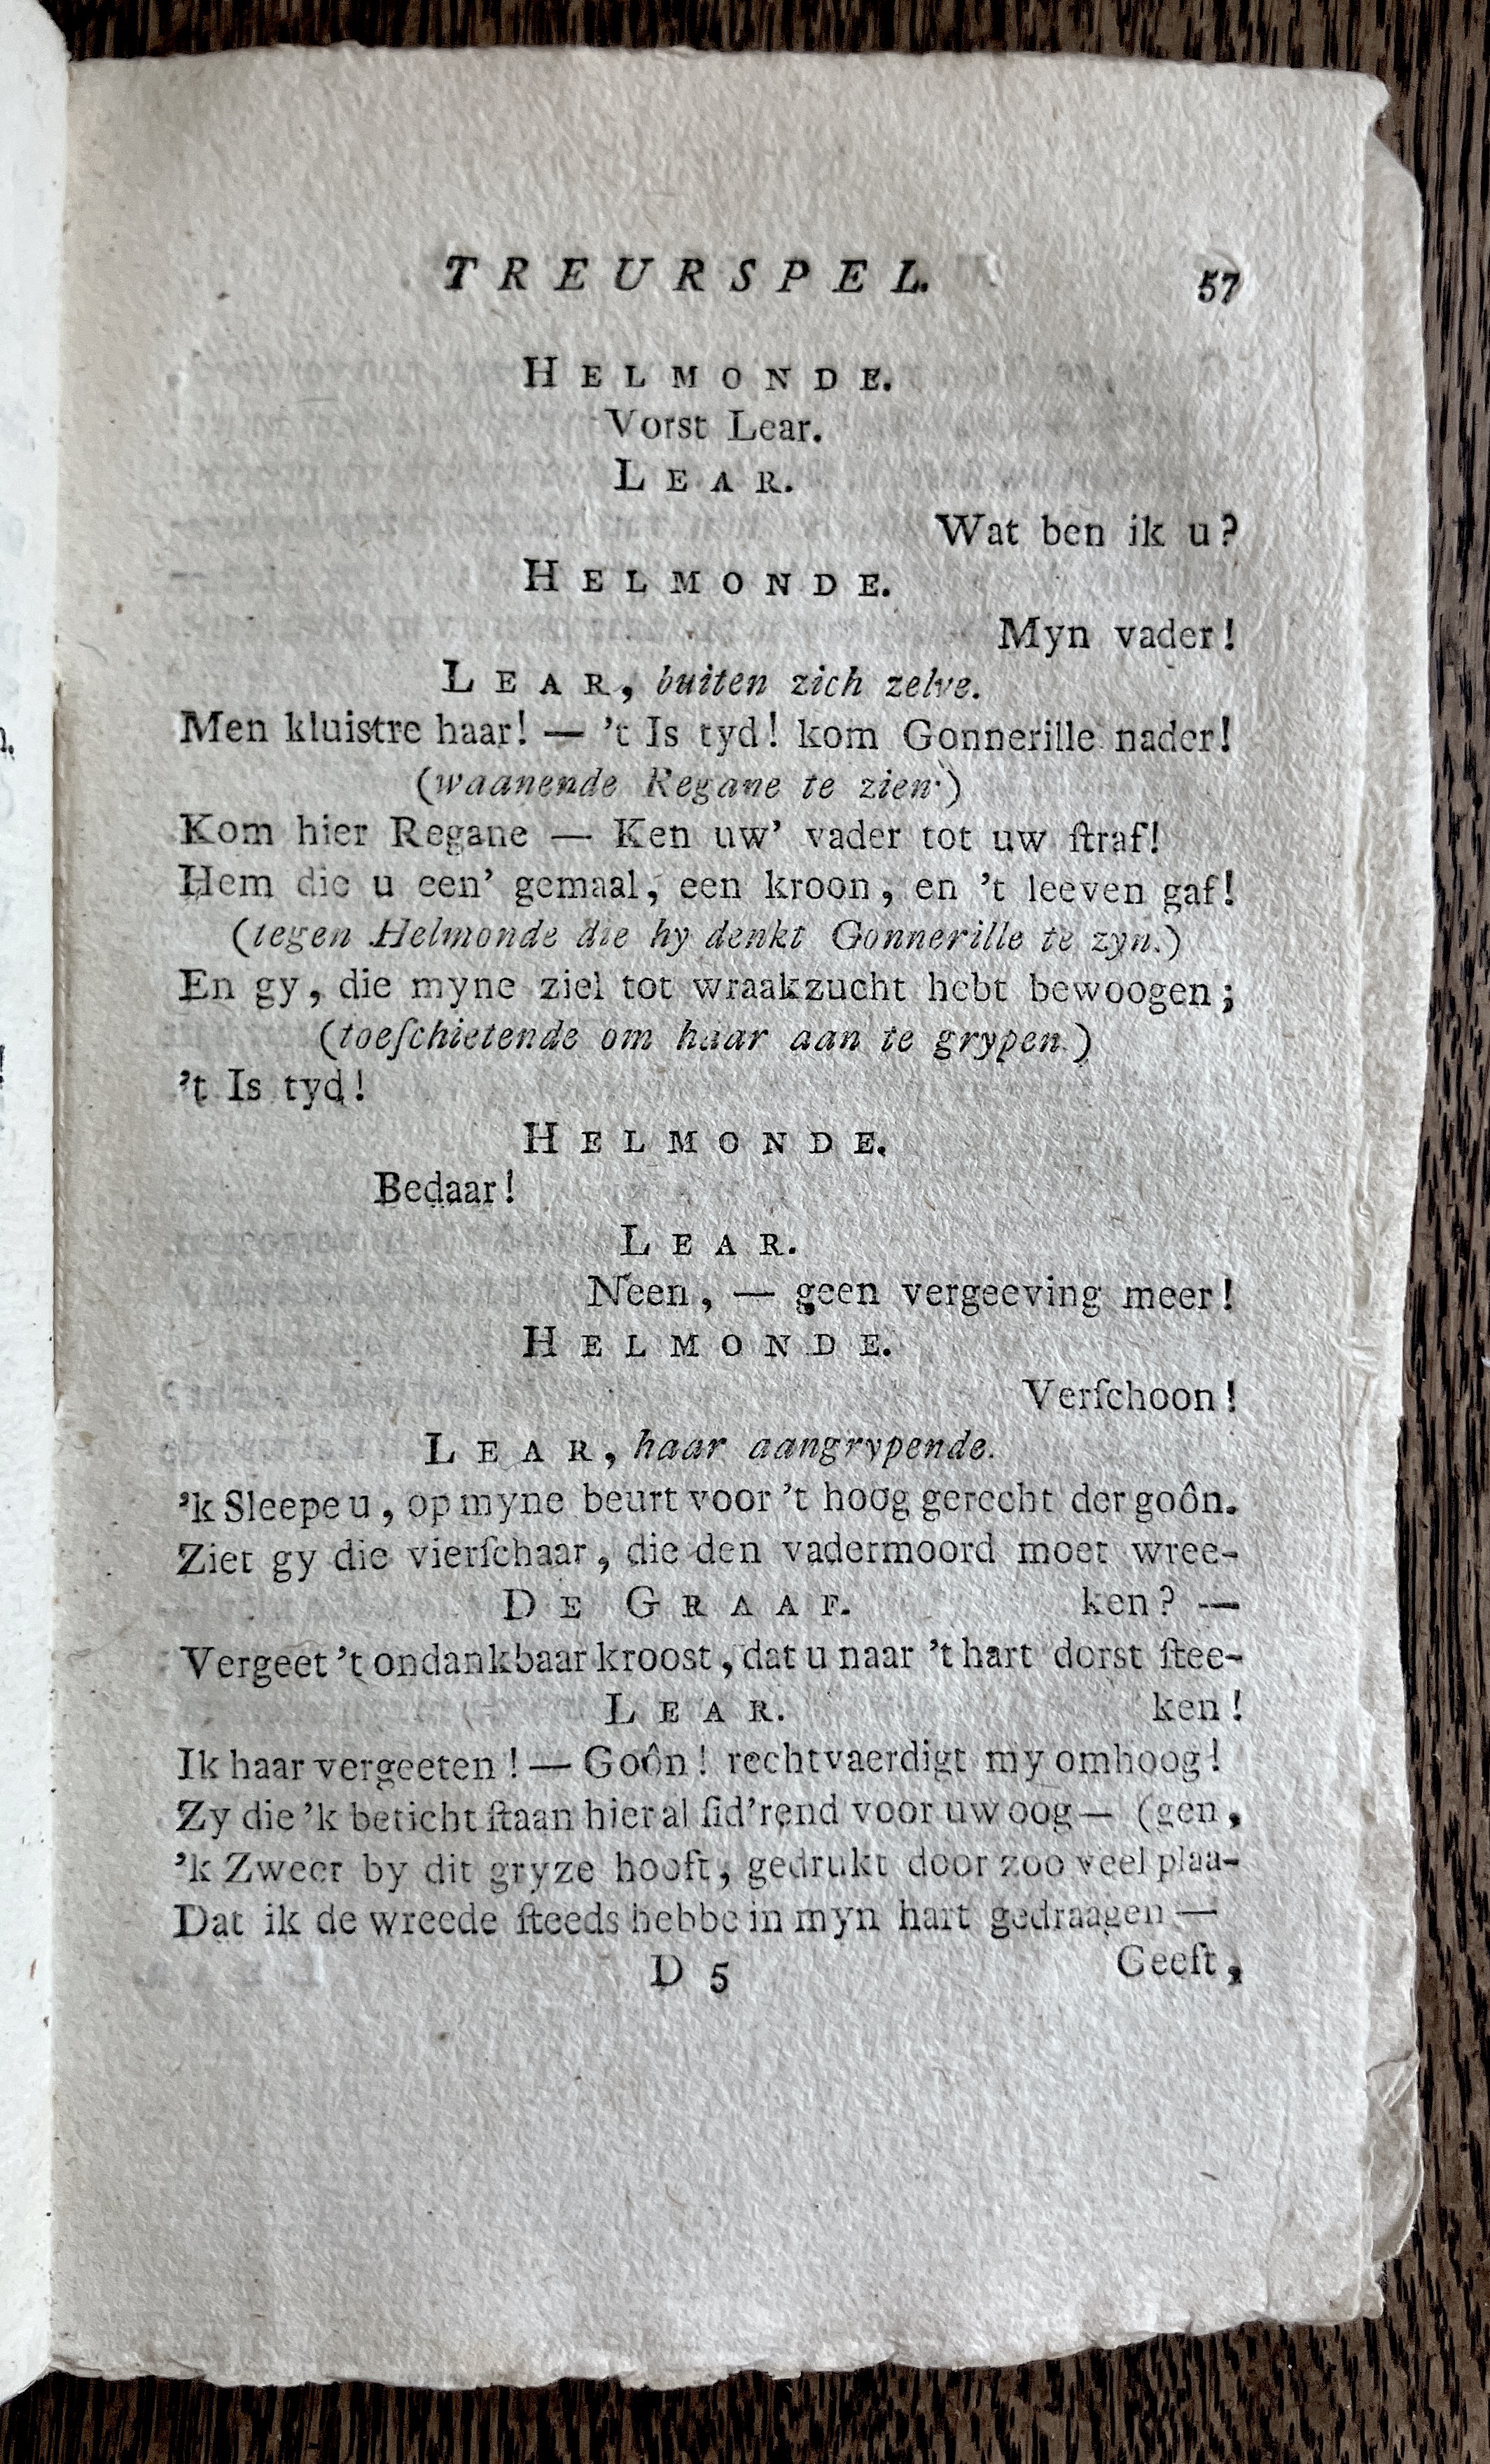 TREURSPEL. 57
HELMONDE.
Vorst Lear.
LEAR.
Wat ben ik u?
HELMONDE.
Myn vader!
LEAR, buiten zich zelve.
Men kluistre haar! — 't Is tyd! kom Gonnerille nader!
(waanende Regane te zien.)
Kom hier Regane — Ken uw' vader tot uw ſtraf!
Hem die u een' gemaal, een kroon, en 't leeven gaf!
(tegen Helmonde die hy denkt Gonnerille te zyn.)
En gy, die myne ziel tot wraakzucht hebt bewoogen;
(toeſchietende om haar aan te grypen.)
't Is tyd!
HELMONDE.
Bedaar!
LEAR.
Neen, — geen vergeeving meer!
HELMONDE.
Verſchoon!
LEAR, haar aangrypende.
'k Sleepe u, op myne beurt voor 't hoog gerecht der goôn.
Ziet gy die vierſchaar, die den vadermoord moet wree-
DE GRAAF. ken? —
Vergeet 't ondankbaar kroost, dat u naar 't hart dorst ſtee-
LEAR. ken!
Ik haar vergeeten! — Goôn! rechtvaerdigt my omhoog!
Zy die 'k beticht ſtaan hier al ſid'rend voor uw oog — (gen,
'k Zweer by dit gryze hooft, gedrukt door zoo veel plaa-
Dat ik de wreede ſteeds hebbe in myn hart gedraagen —
D 5 Geeſt,